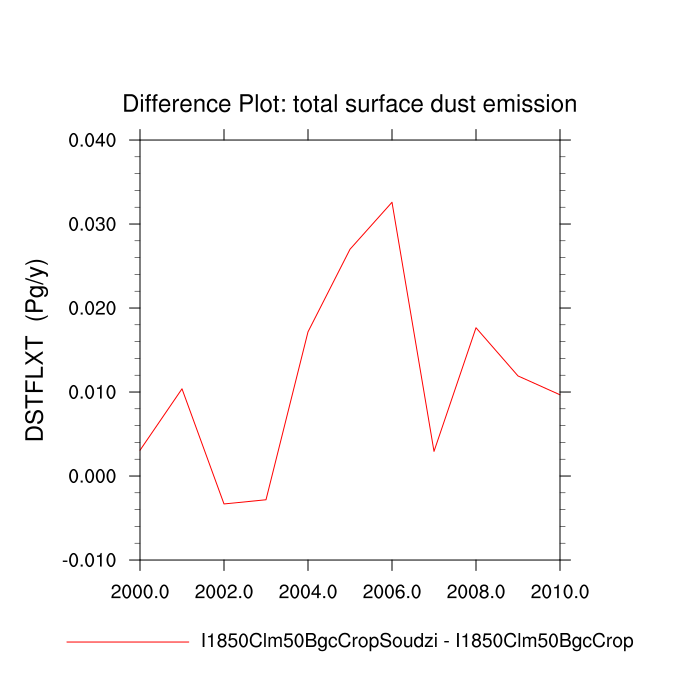 Difference Plot: total surface dust emission
0.040
0.030
0.020
0.010
0.000
-0.010
DSTFLXT (Pg/y)
2000.0 2002.0 2004.0 2006.0 2008.0 2010.0
I1850Clm50BgcCropSoudzi - I1850Clm50BgcCrop